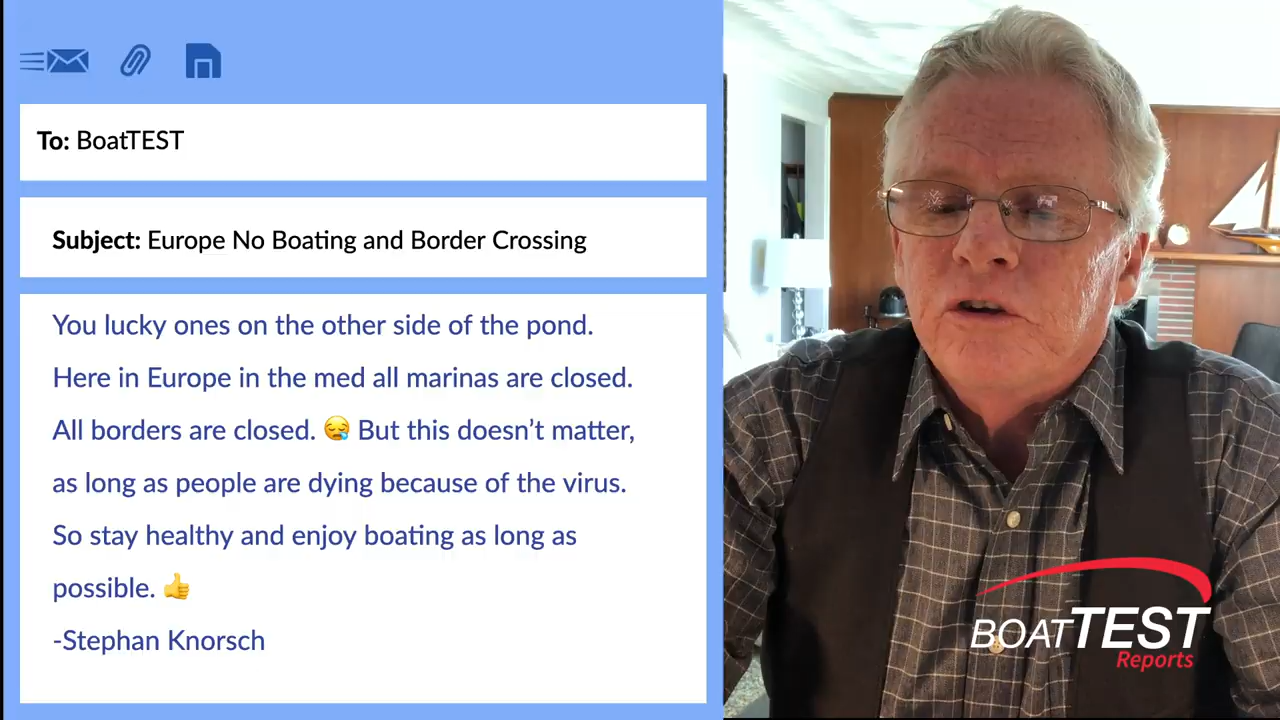 To: BoatTEST
Subject: Europe No Boating and Border Crossing
You lucky ones on the other side of the pond.
Here in Europe in the med all marinas are closed.
All borders are closed. 😪 But this doesn’t matter,
as long as people are dying because of the virus.
So stay healthy and enjoy boating as long as
possible. 👍
-Stephan Knorsch
BOATTEST
Reports